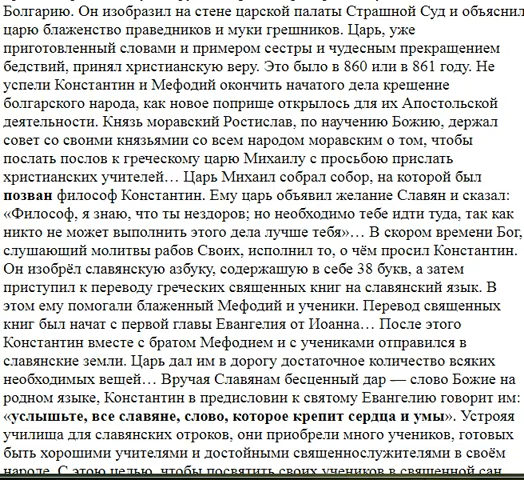 Болгарию. Он изобразил на стене царской палаты Страшной Суд и объяснил
царю блаженство праведников и муки грешников. Царь, уже
приготовленный словами и примером сестры и чудесным прекращением
бедствий, принял христианскую веру. Это было в 860 или в 861 году. Не
успели Константин и Мефодий окончить начатого дела крещение
болгарского народа, как новое поприще открылось для их Апостольской
деятельности. Князь моравский Ростислав, по научению Божию, держал
совет со своими князьями со всем народом моравским о том, чтобы
послать послов к греческому царю Михаилу с просьбою прислать
христианских учителей… Царь Михаил собрал собор, на которой был
позван философ Константин. Ему царь объявил желание Славян и сказал:
«Философ, я знаю, что ты нездоров; но необходимо тебе идти туда, так как
никто не может выполнить этого дела лучше тебя»… В скором времени Бог,
слушающий молитвы рабов Своих, исполнил то, о чём просил Константин.
Он изобрёл славянскую азбуку, содержащую в себе 38 букв, а затем
приступил к переводу греческих священных книг на славянский язык. В
этом ему помогали блаженный Мефодий и ученики. Перевод священных
книг был начат с первой главы Евангелия от Иоанна… После этого
Константин вместе с братом Мефодием и с учениками отправился в
славянские земли. Царь дал им в дорогу достаточное количество всяких
необходимых вещей… Вручая Славянам бесценный дар — слово Божие на
родном языке, Константин в предисловии к святому Евангелию говорит им:
«услышьте, все славяне, слово, которое крепит сердца и умы». Устрояя
училища для славянских отроков, они приобрели много учеников, готовых
быть хорошими учителями и достойными священнослужителями в своём
народе. С этою целью, чтобы посвятить своих учеников в священной сан